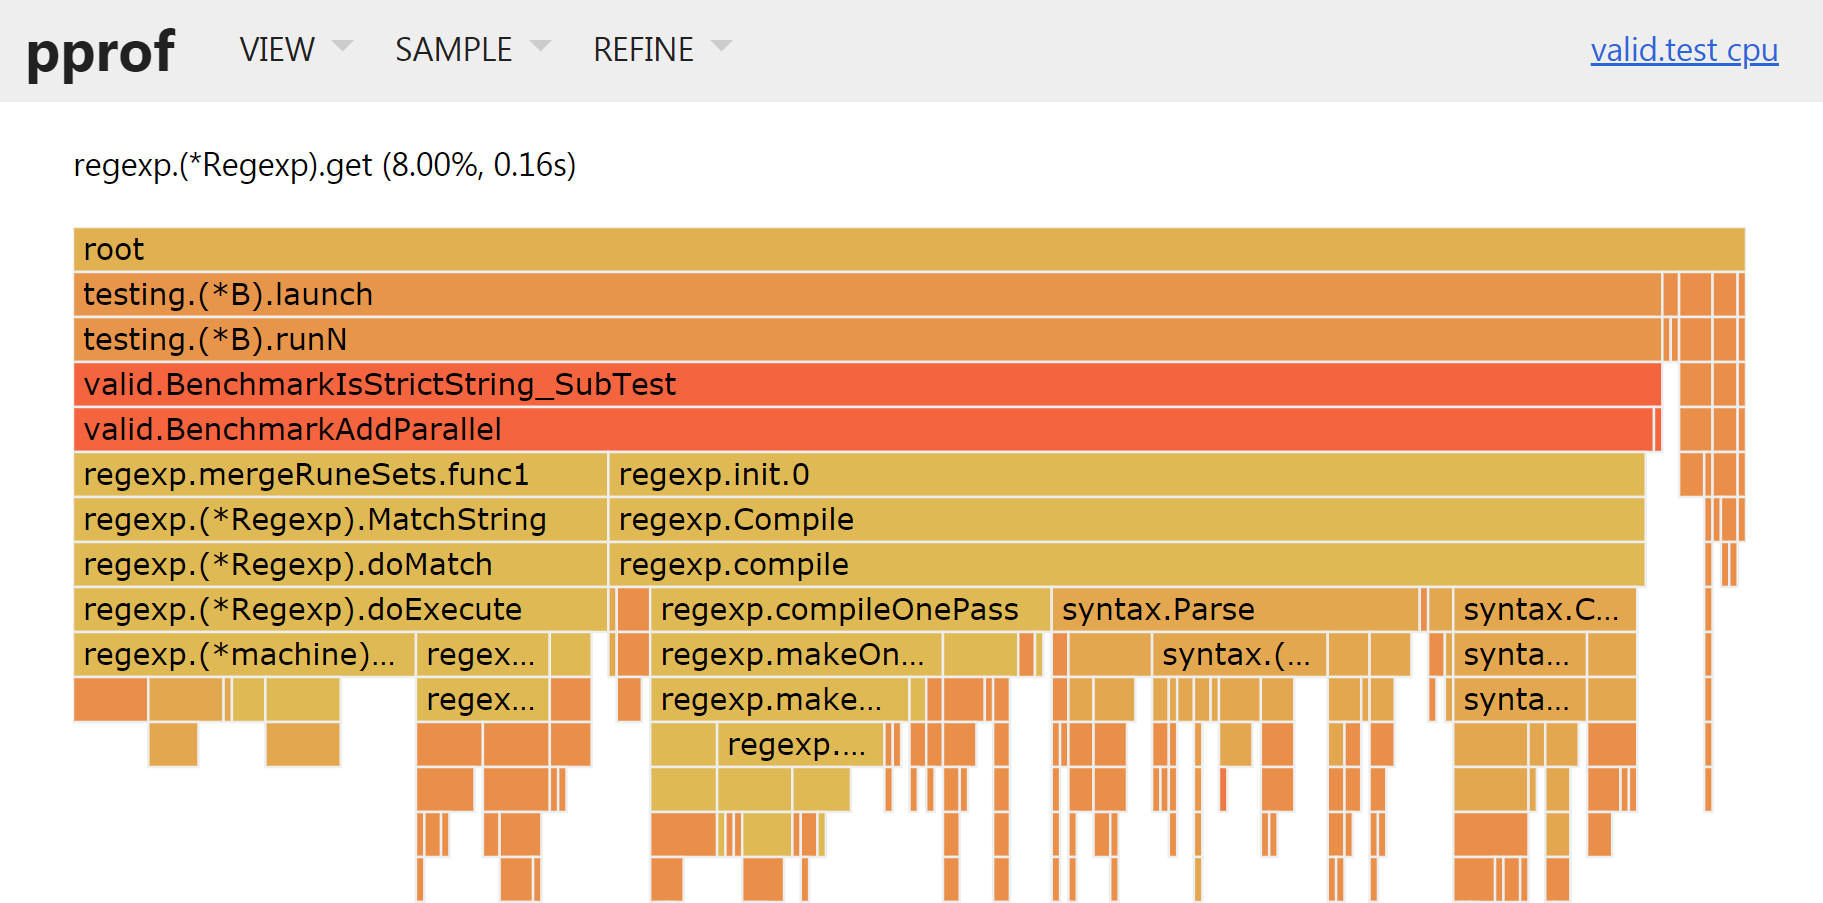 pprof VIEW SAMPLE REFINE valid.test cpu
regexp.(*Regexp).get (8.00%, 0.16s)
root
testing.(*B).launch
testing.(*B).runN
valid.BenchmarkIsStrictString_SubTest
valid.BenchmarkAddParallel
regexp.mergeRuneSets.func1 regexp.init.0
regexp.(*Regexp).MatchString regexp.Compile
regexp.(*Regexp).doMatch regexp.compile
regexp.(*Regexp).doExecute regexp.compileOnePass syntax.Parse syntax.C...
regexp.(*machine)... regex... regexp.makeOn... syntax.(... synta...
regex... regexp.make... synta...
regexp....